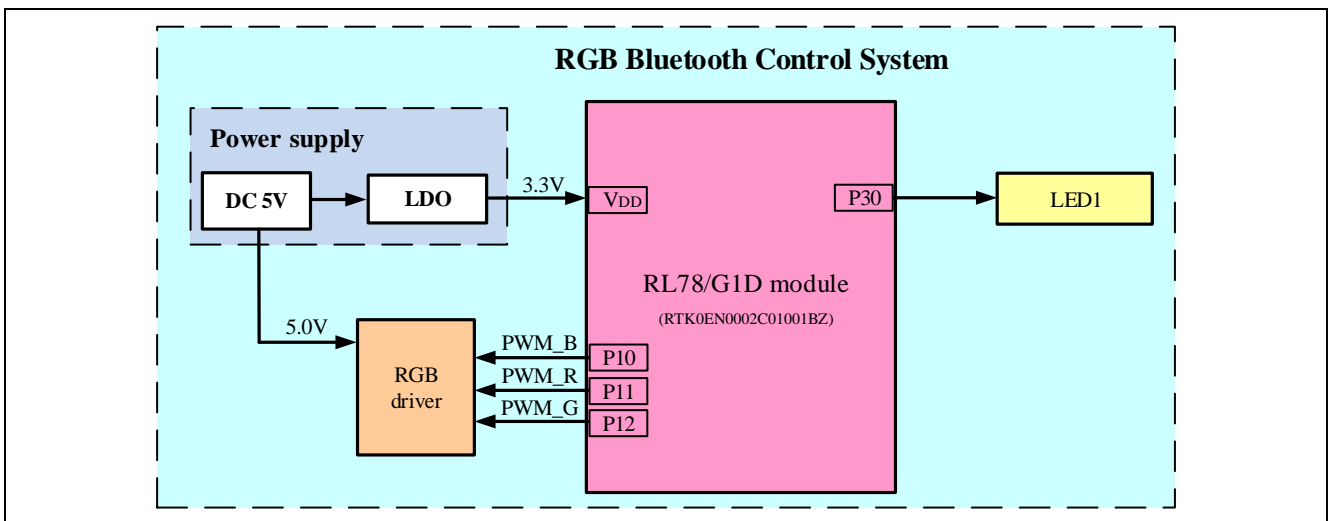 RGB Bluetooth Control System
Power supply
DC 5V
LDO
3.3V
VDD
P30
LED1
RL78/G1D module
(RTK0EN0002C01001BZ)
5.0V
RGB
driver
PWM_B
P10
PWM_R
P11
PWM_G
P12